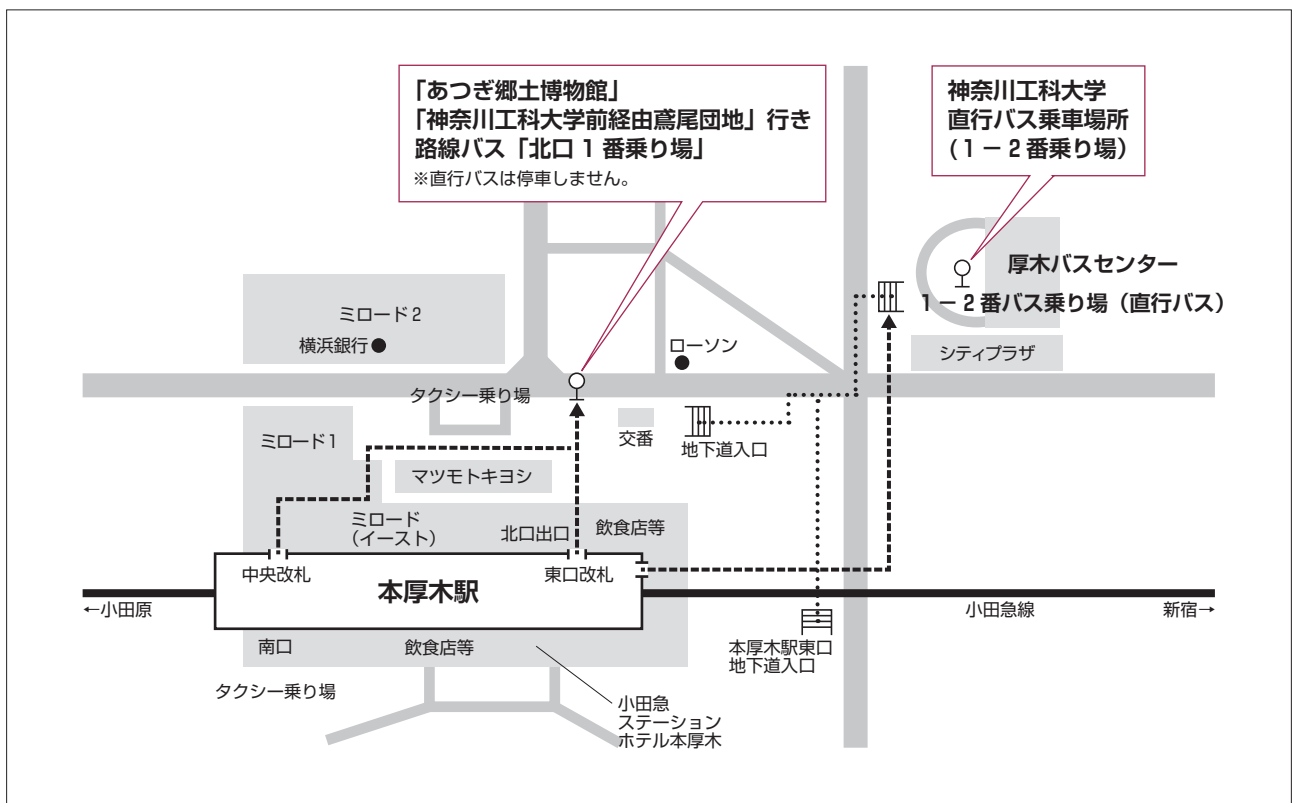 「あつぎ郷土博物館」
「神奈川工科大学前経由鳶尾団地」行き
路線バス「北口 1 番乗り場」
※直行バスは停車しません。
神奈川工科大学
直行バス乗車場所
(1－2 番乗り場)
厚木バスセンター
1－2 番バス乗り場（直行バス）
シティプラザ
ミロード2
横浜銀行
ローソン
タクシー乗り場
交番
地下道入口
ミロード1
マツモトキヨシ
ミロード
（イースト）
北口出口
飲食店等
中央改札
東口改札
本厚木駅
←小田原
小田急線
新宿→
南口
飲食店等
本厚木駅東口
地下道入口
タクシー乗り場
小田急
ステーション
ホテル本厚木